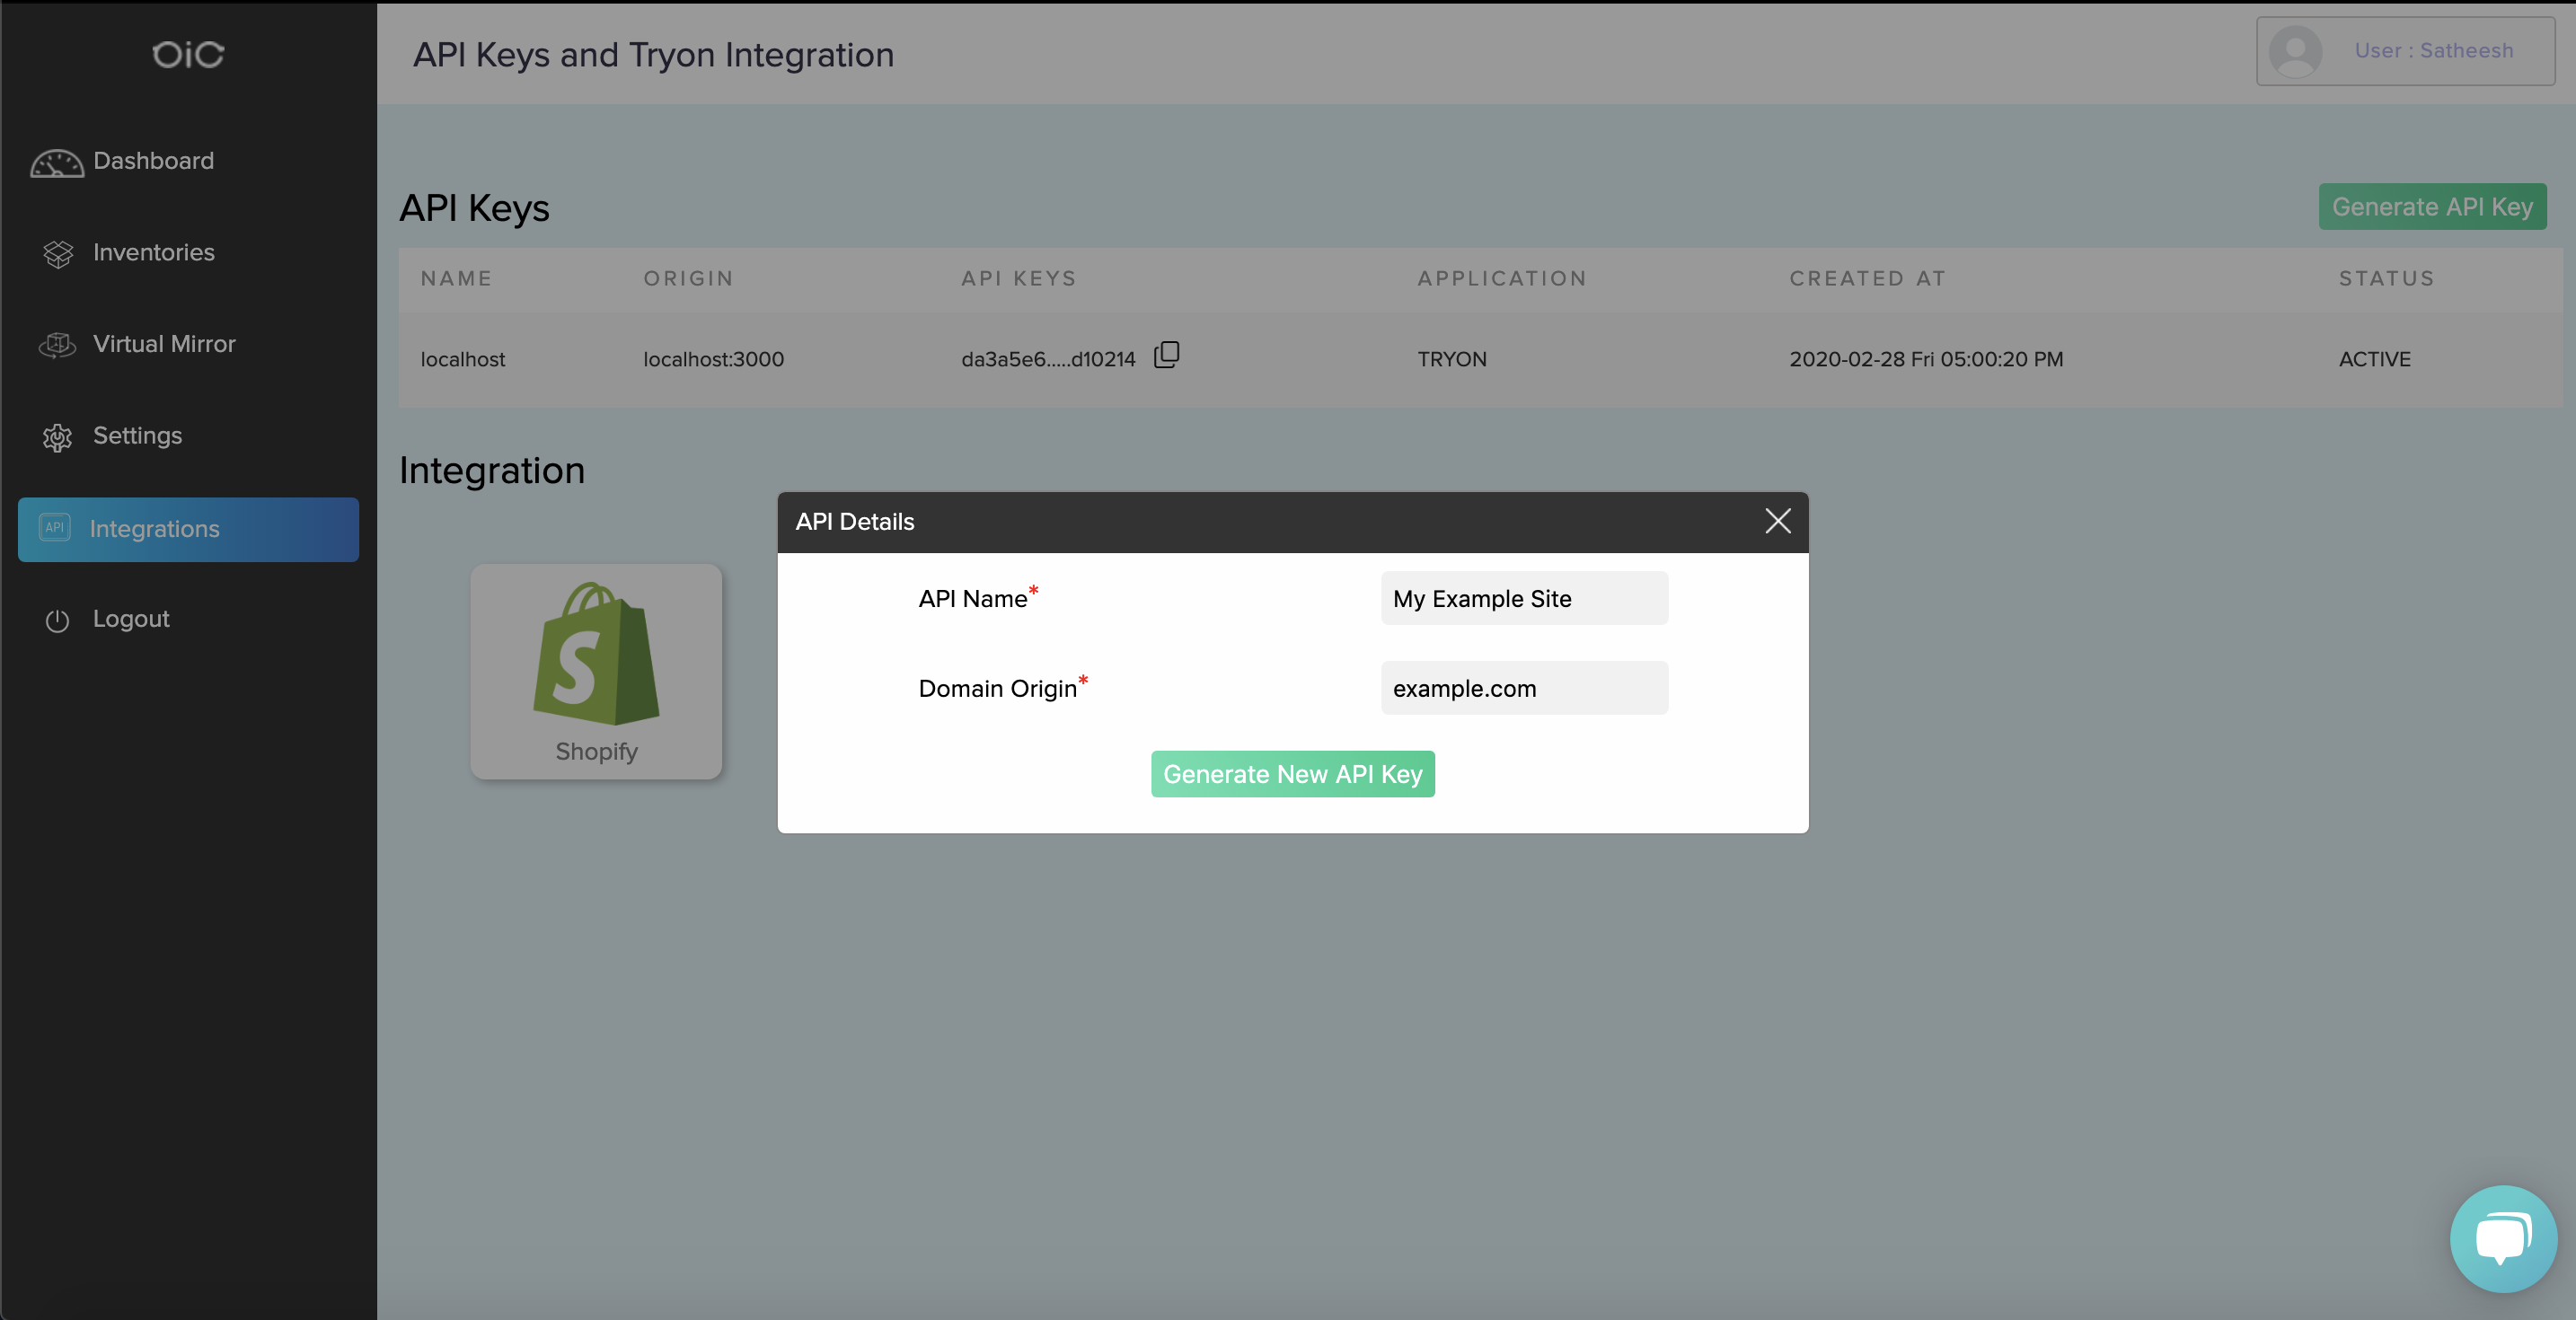 OiC
API Keys and Tryon Integration
User : Satheesh
Dashboard
Inventories
Virtual Mirror
Settings
API Integrations
Logout
API Keys
Generate API Key
NAME ORIGIN API KEYS APPLICATION CREATED AT STATUS
localhost localhost:3000 da3a5e6.....d10214 TRYON 2020-02-28 Fri 05:00:20 PM ACTIVE
Integration
S
Shopify
API Details
API Name* My Example Site
Domain Origin* example.com
Generate New API Key